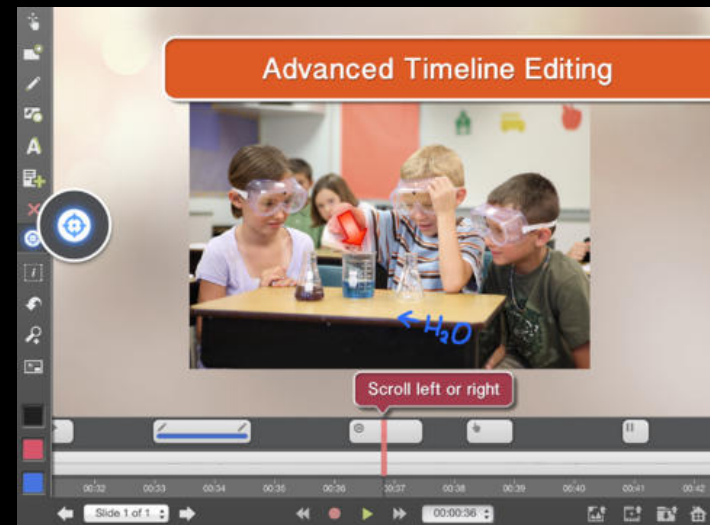 Advanced Timeline Editing
← H₂O
Scroll left or right
00:32 00:33 00:34 00:35 00:36 00:37 00:38 00:39 00:40 00:41 00:42
Slide 1 of 1
00:00:36